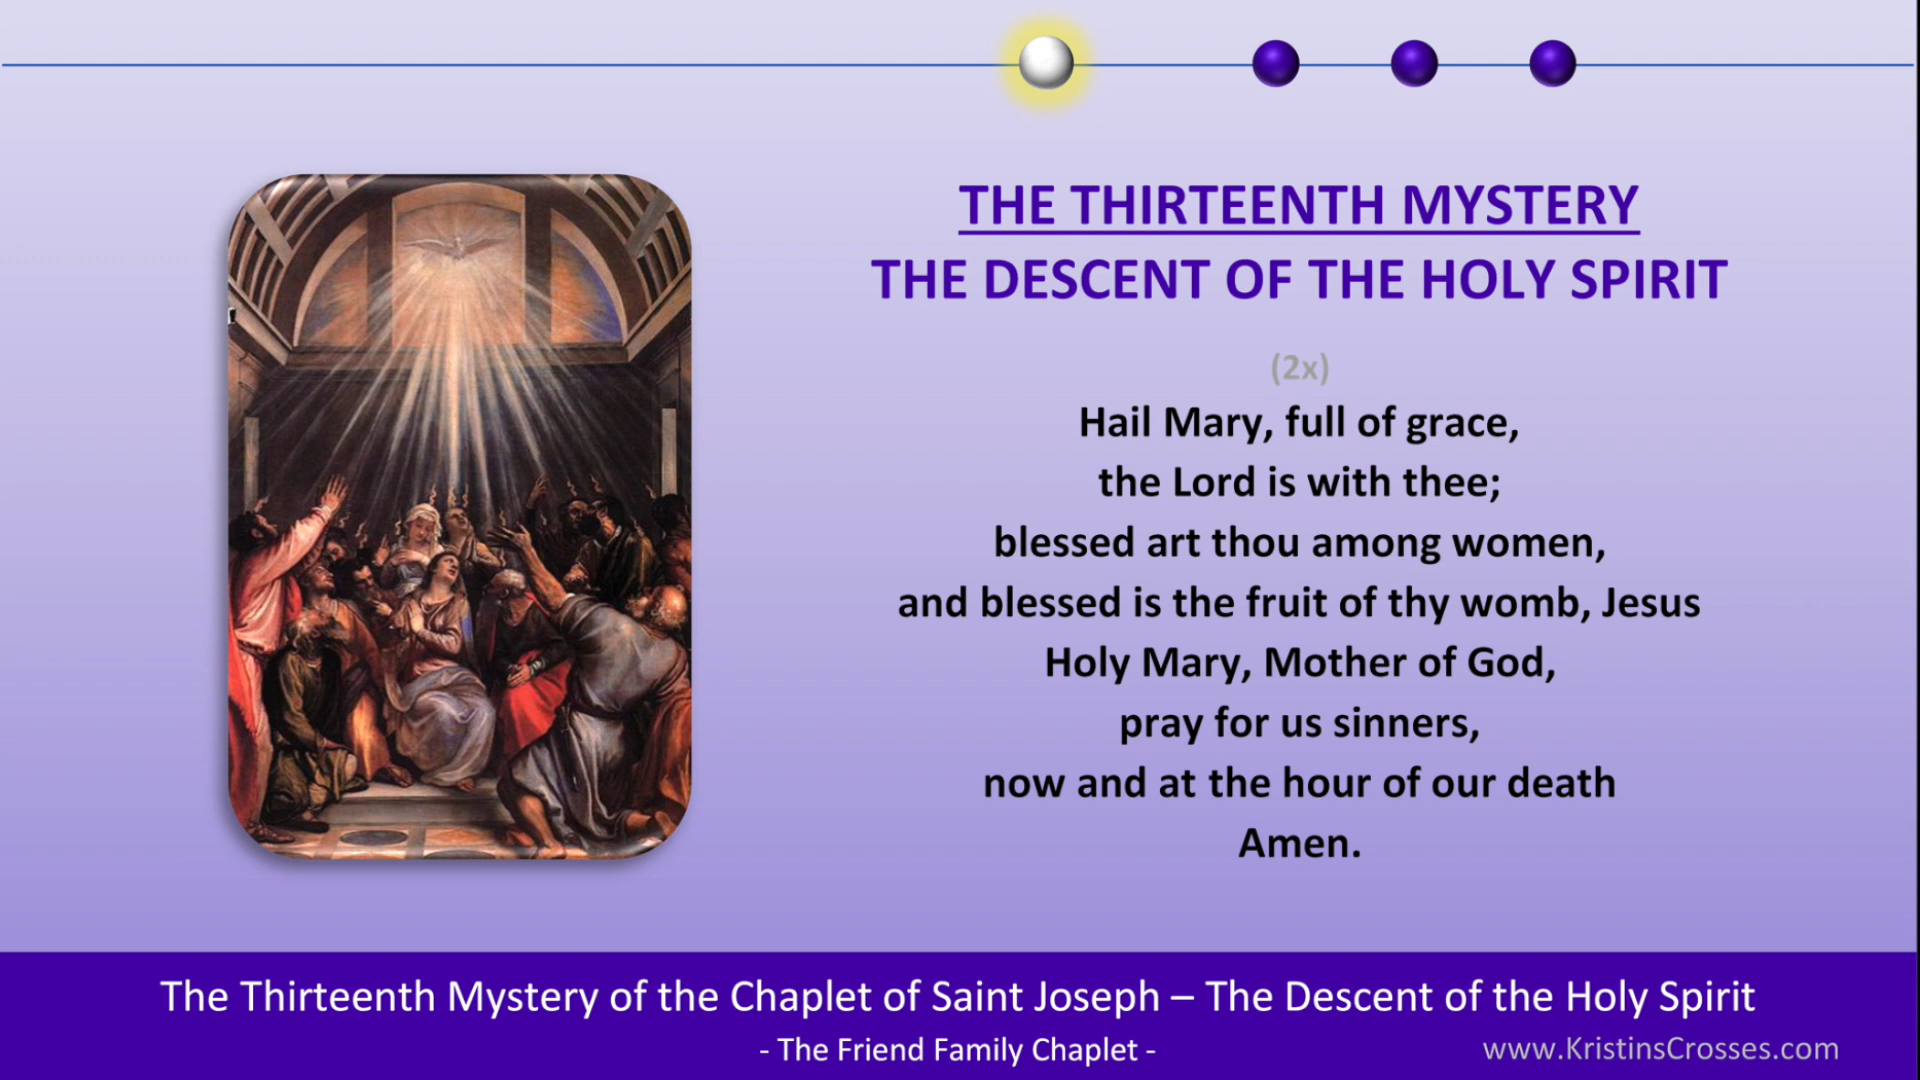 THE THIRTEENTH MYSTERY
THE DESCENT OF THE HOLY SPIRIT
(2x)
Hail Mary, full of grace,
the Lord is with thee;
blessed art thou among women,
and blessed is the fruit of thy womb, Jesus
Holy Mary, Mother of God,
pray for us sinners,
now and at the hour of our death
Amen.
The Thirteenth Mystery of the Chaplet of Saint Joseph – The Descent of the Holy Spirit
- The Friend Family Chaplet -
www.KristinsCrosses.com